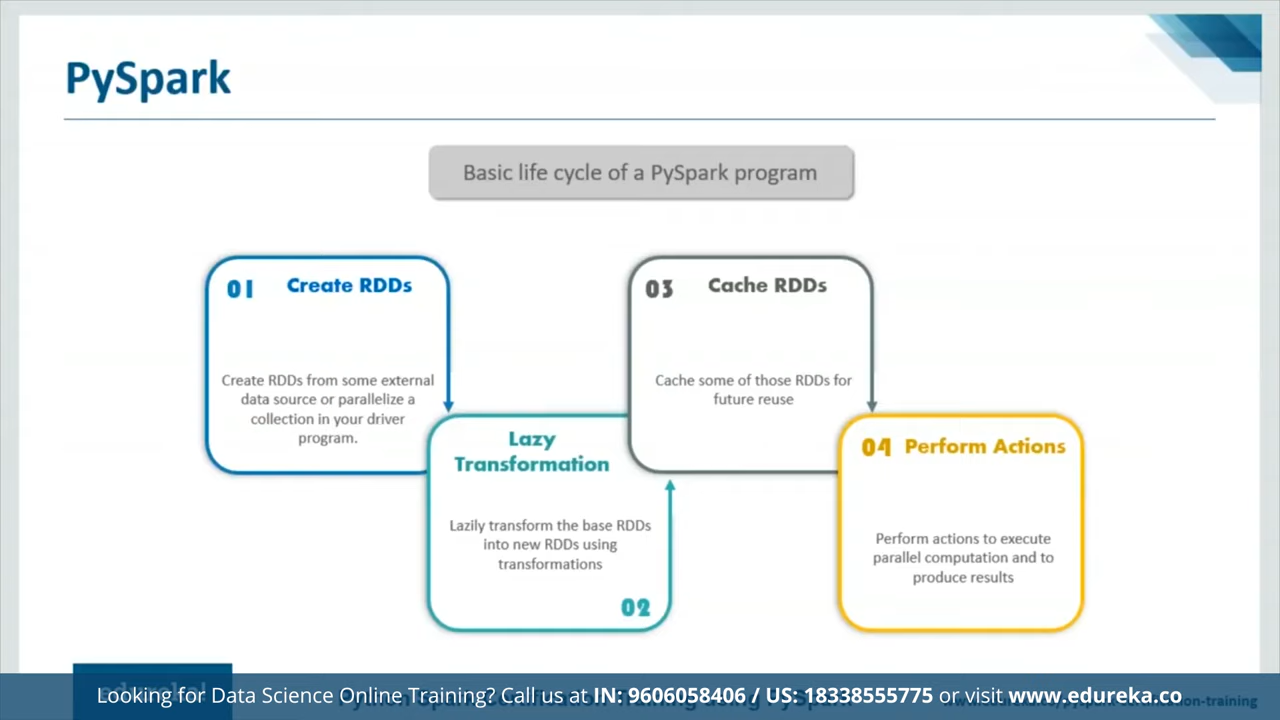 PySpark
Basic life cycle of a PySpark program
01 Create RDDs
Create RDDs from some external
data source or parallelize a
collection in your driver
program.
Lazy
Transformation
Lazily transform the base RDDs
into new RDDs using
transformations
02
03 Cache RDDs
Cache some of those RDDs for
future reuse
04 Perform Actions
Perform actions to execute
parallel computation and to
produce results
Looking for Data Science Online Training? Call us at IN: 9606058406 / US: 18338555775 or visit www.edureka.co